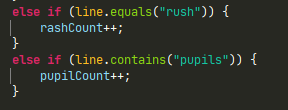 else if (line.equals("rush")) {
rashCount++;
}
else if (line.contains("pupils")) {
pupilCount++;
}